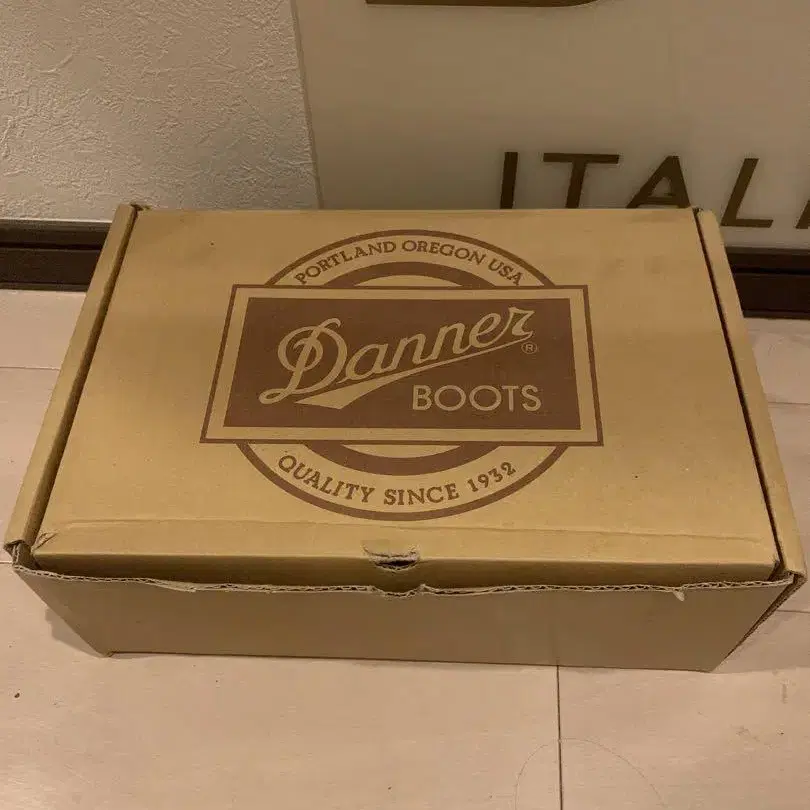 ITAL
PORTLAND OREGON USA
Danner®
BOOTS
QUALITY SINCE 1932